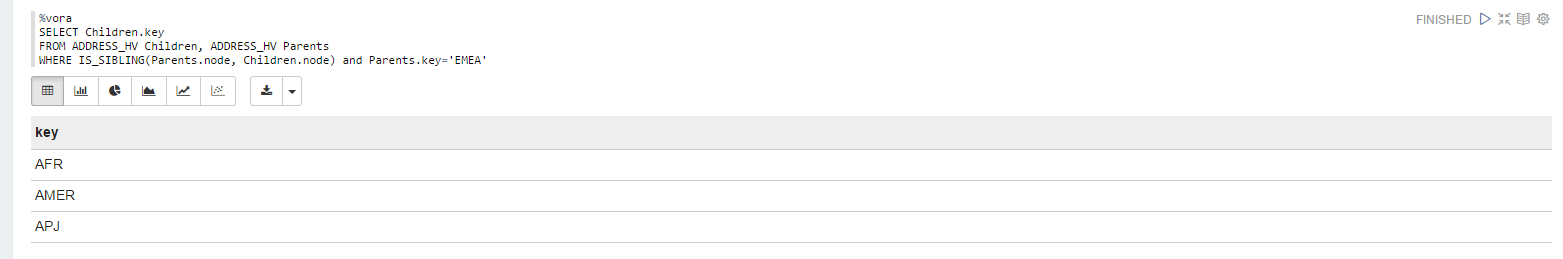 %vora
FINISHED
SELECT Children.key
FROM ADDRESS_HV Children, ADDRESS_HV Parents
WHERE IS_SIBLING(Parents.node, Children.node) and Parents.key='EMEA'
key
AFR
AMER
APJ